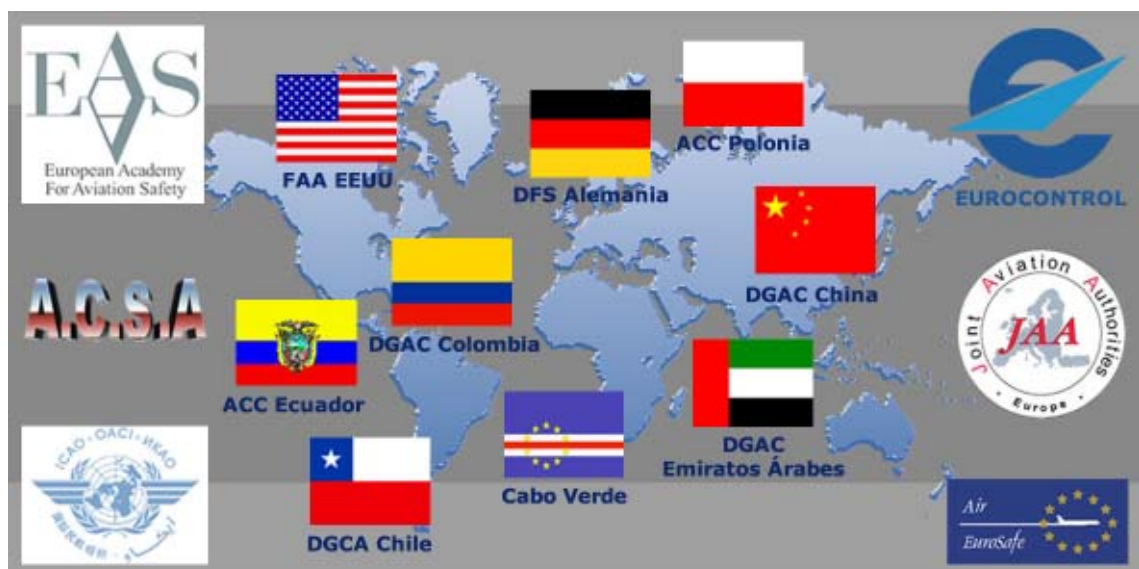 EAS
European Academy
For Aviation Safety
FAA EEUU
DFS Alemania
ACC Polonia
EUROCONTROL
A.C.S.A
DGAC Colombia
DGAC China
Joint Aviation Authorities
JAA
Europe
ACC Ecuador
DGAC
Emiratos Árabes
Cabo Verde
DGCA Chile
ICAO · OACI · ИКАО
Air
EuroSafe